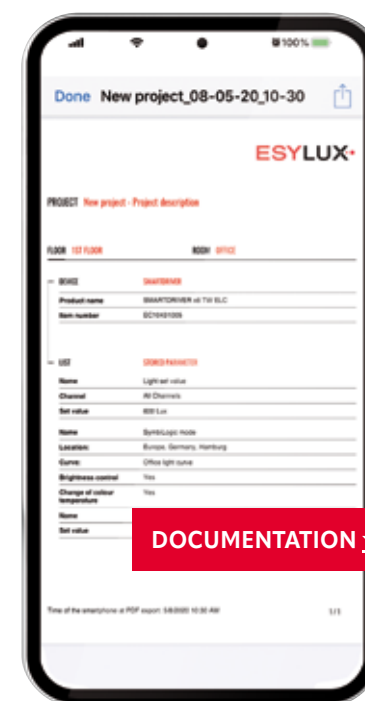 100%
Done New project_08-05-20_10-30
ESYLUX
PROJECT New project - Project description
FLOOR 1ST FLOOR ROOM OFFICE
DEVICE SMARTDRIVER
Product name SMARTDRIVER x8 TW ELC
Item number EC10431005
LIST STORED PARAMETER
Name Light set value
Channel All Channels
Set value 600 Lux
Name SymbiLogic mode
Location: Europe, Germany, Hamburg
Curve: Office light curve
Brightness control Yes
Change of colour temperature Yes
Name
Set value
DOCUMENTATION
Time of the smartphone at PDF export: 5/8/2020 10:30 AM 1/1